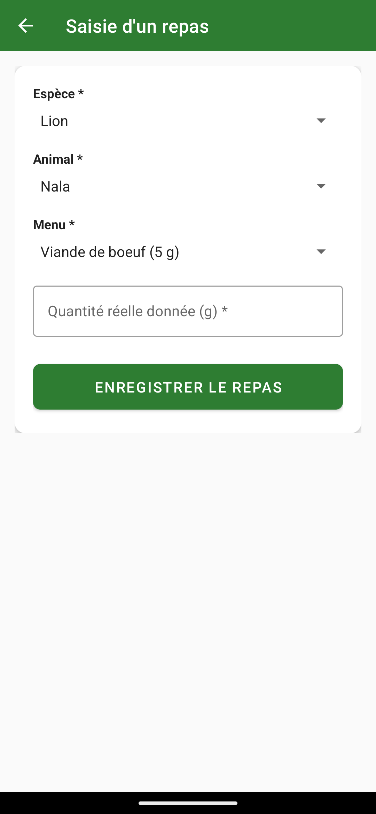 Saisie d'un repas
Espèce *
Lion
Animal *
Nala
Menu *
Viande de boeuf (5 g)
Quantité réelle donnée (g) *
ENREGISTRER LE REPAS